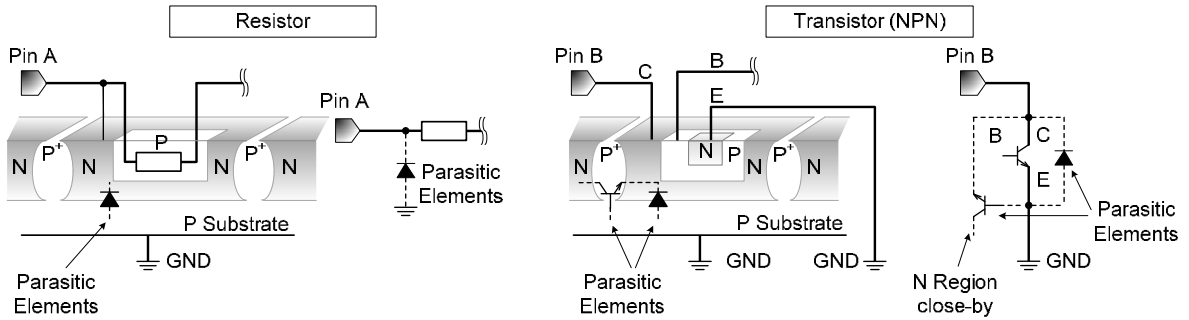 Resistor
Transistor (NPN)
Pin A
Pin A
N
P+
N
P
N
P+
N
Parasitic
Elements
P Substrate
GND
Parasitic
Elements
Pin B
C
B
E
N
P+
N
N
P
P+
N
P Substrate
GND
GND
Parasitic
Elements
Pin B
B
C
E
Parasitic
Elements
GND
N Region
close-by